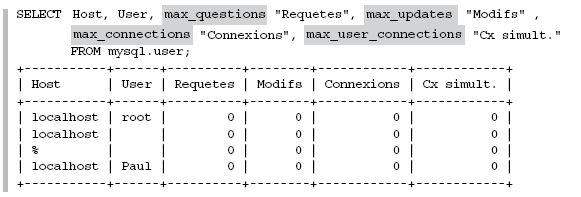 SELECT Host, User, max_questions "Requetes", max_updates "Modifs" ,
max_connections "Connexions", max_user_connections "Cx simult."
FROM mysql.user;
+-----------+------+----------+--------+------------+------------+
| Host      | User | Requetes | Modifs | Connexions | Cx simult. |
+-----------+------+----------+--------+------------+------------+
| localhost | root |        0 |      0 |          0 |          0 |
| localhost |      |        0 |      0 |          0 |          0 |
| %         |      |        0 |      0 |          0 |          0 |
| localhost | Paul |        0 |      0 |          0 |          0 |
+-----------+------+----------+--------+------------+------------+